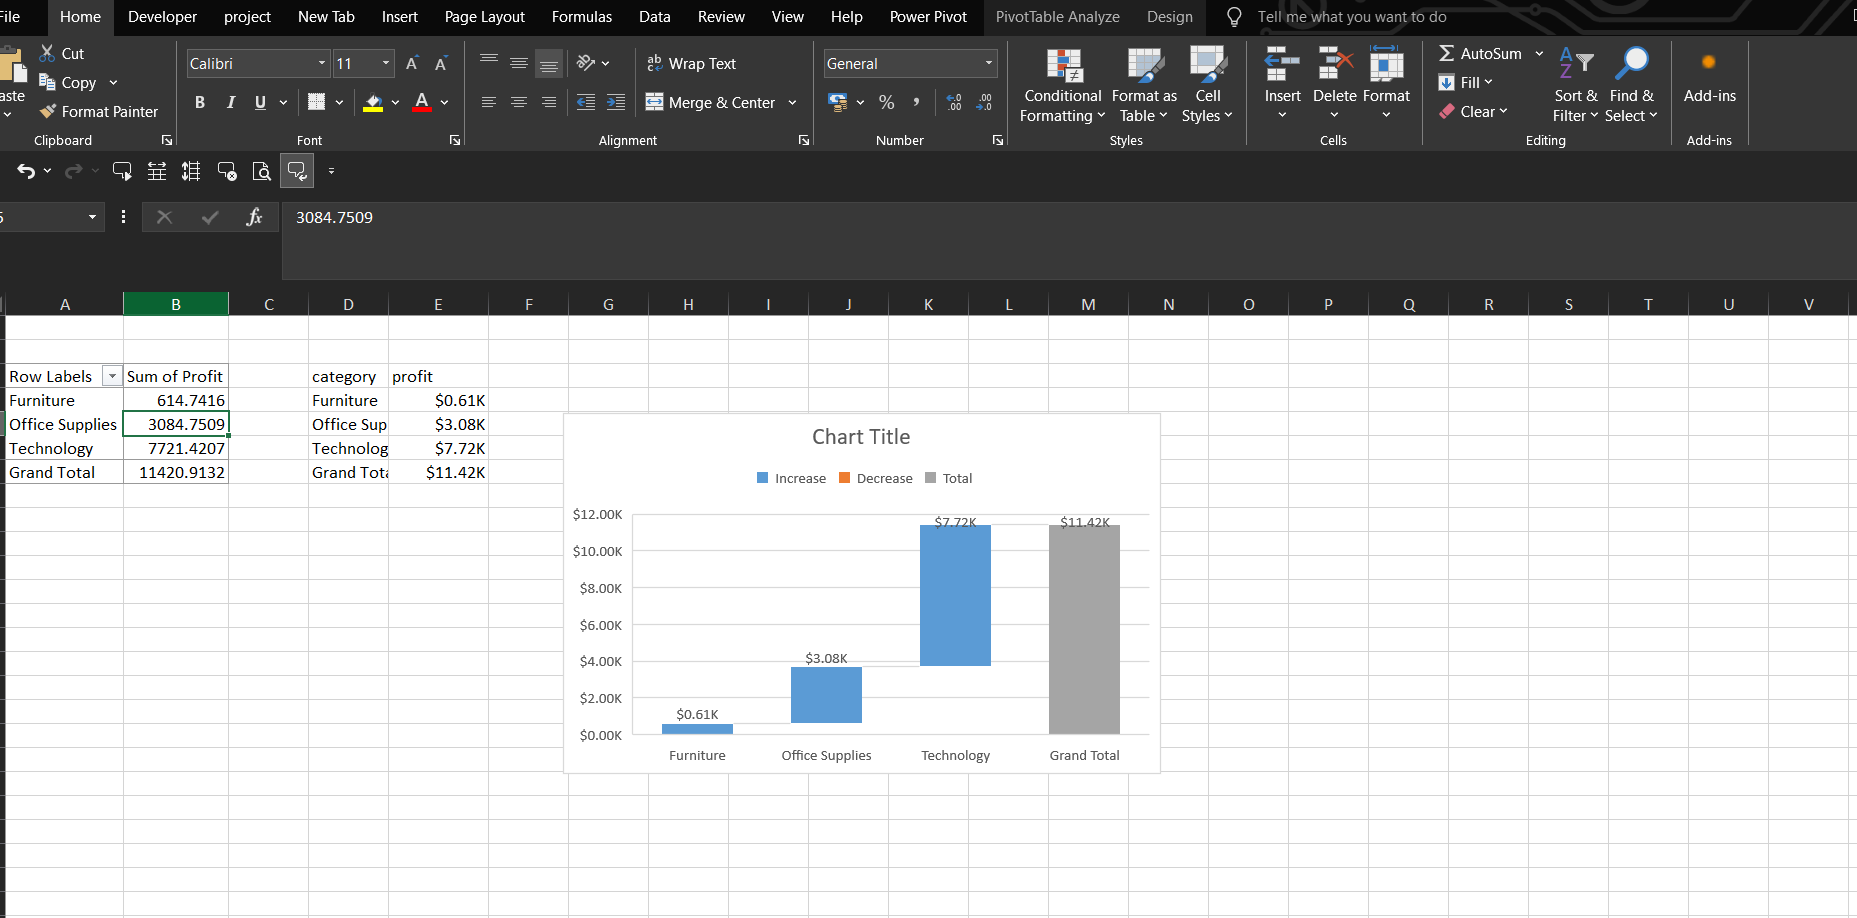 File Home Developer project New Tab Insert Page Layout Formulas Data Review View Help Power Pivot PivotTable Analyze Design Tell me what you want to do
Cut
Copy
Format Painter
Clipboard
Calibri 11 A A
B I U A
Font
ab Wrap Text
Merge & Center
Alignment
General
% , .00 .00
Number
Conditional Formatting
Format as Table
Cell Styles
Styles
Insert Delete Format
Cells
AutoSum
Fill
Clear
Sort & Filter
Find & Select
Editing
Add-ins
Add-ins
fx 3084.7509
A B C D E F G H I J K L M N O P Q R S T U V
Row Labels Sum of Profit category profit
Furniture 614.7416 Furniture $0.61K
Office Supplies 3084.7509 Office Sup $3.08K
Technology 7721.4207 Technolog $7.72K
Grand Total 11420.9132 Grand Tota $11.42K
Chart Title
Increase Decrease Total
$12.00K
$10.00K
$8.00K
$6.00K
$4.00K
$2.00K
$0.00K
$0.61K $3.08K $7.72K $11.42K
Furniture Office Supplies Technology Grand Total